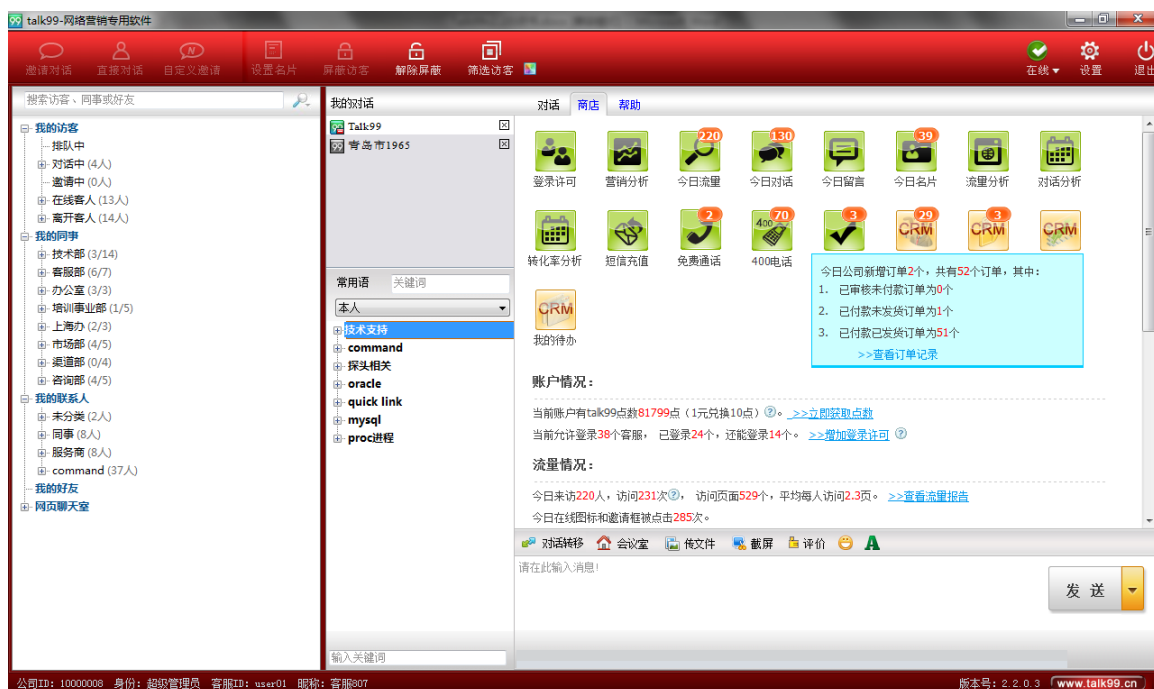 talk99-网络营销专用软件
邀请对话 直接对话 自定义邀请 设置名片 屏蔽访客 解除屏蔽 筛选访客 在线 设置 退出
搜索访客、同事或好友
我的访客
排队中
对话中 (4人)
邀请中 (0人)
在线客人 (13人)
离开客人 (14人)
我的同事
技术部 (3/14)
客服部 (6/7)
办公室 (3/3)
培训事业部 (1/5)
上海办 (2/3)
市场部 (4/5)
渠道部 (0/4)
咨询部 (4/5)
我的联系人
未分类 (2人)
同事 (8人)
服务商 (8人)
command (37人)
我的好友
网页聊天室
我的对话
Talk99
青岛市1965
常用语 关键词
本人
技术支持
command
探头相关
oracle
quick link
mysql
proc进程
输入关键词
对话 商店 帮助
220 130 39
登录许可 营销分析 今日流量 今日对话 今日留言 今日名片 流量分析 对话分析
2 400 70 3 CRM 29 CRM 3 CRM
转化率分析 短信充值 免费通话 400电话
CRM
我的待办
今日公司新增订单2个，共有52个订单，其中：
1. 已审核未付款订单为0个
2. 已付款未发货订单为1个
3. 已付款已发货订单为51个
>>查看订单记录
账户情况：
当前账户有talk99点数81799点（1元兑换10点）?。 >>立即获取点数
当前允许登录38个客服， 已登录24个，还能登录14个。 >>增加登录许可 ?
流量情况：
今日来访220人，访问231次?， 访问页面529个，平均每人访问2.3页。 >>查看流量报告
今日在线图标和邀请框被点击285次。
对话转移 会议室 传文件 截屏 评价 A
请在此输入消息！
发 送
公司ID: 10000008 身份: 超级管理员 客服ID: user01 昵称: 客服807 版本号: 2.2.0.3 www.talk99.cn